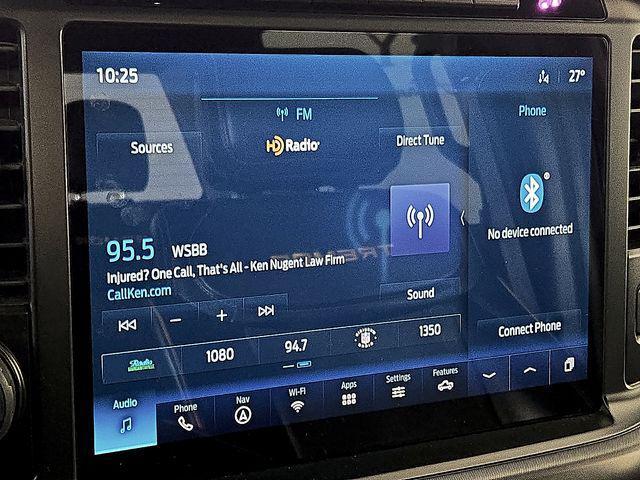 10:25
27°
FM
Phone
Sources
HD Radio
Direct Tune
95.5 WSBB
Injured? One Call, That's All - Ken Nugent Law Firm
CallKen.com
No device connected
Sound
Connect Phone
1080
94.7
1350
Audio
Phone
Nav
Wi-Fi
Apps
Settings
Features